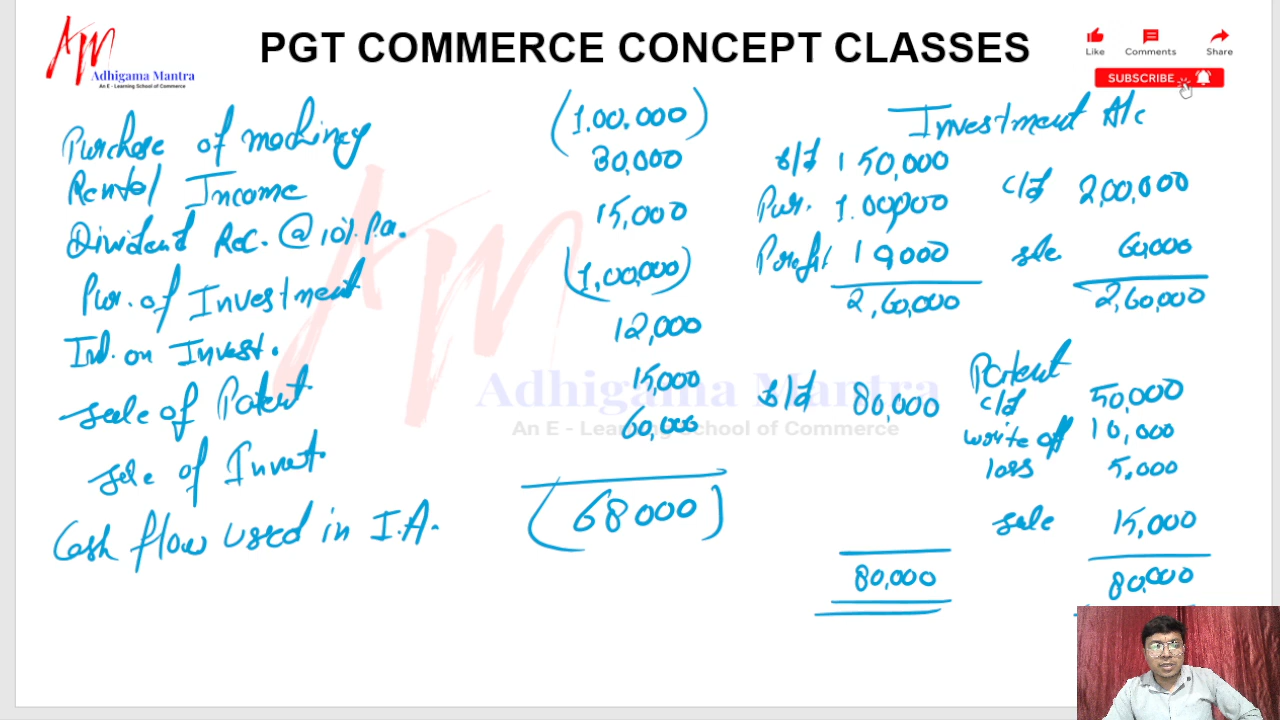 Am
Adhigama Mantra
An E - Learning School of Commerce
PGT COMMERCE CONCEPT CLASSES
Like Comments Share
SUBSCRIBE
Purchase of machinery (1,00,000)
Rental Income 30,000
Dividend Rec. @ 10% P.a. 15,000
Pur. of Investment (1,00,000)
Int. on Invest. 12,000
sale of Patent 15,000
sale of Invest. 60,000
Cash flow used in I.A. (68000)
Investment A/c
b/d 150,000 c/d 2,00,000
Pur. 1,00,000
Profit 10000 sale 60,000
2,60,000 2,60,000
Patent
b/d 80,000 c/d 50,000
write off 10,000
loss 5,000
sale 15,000
80,000 80,000
Am
Adhigama Mantra
An E - Learning School of Commerce